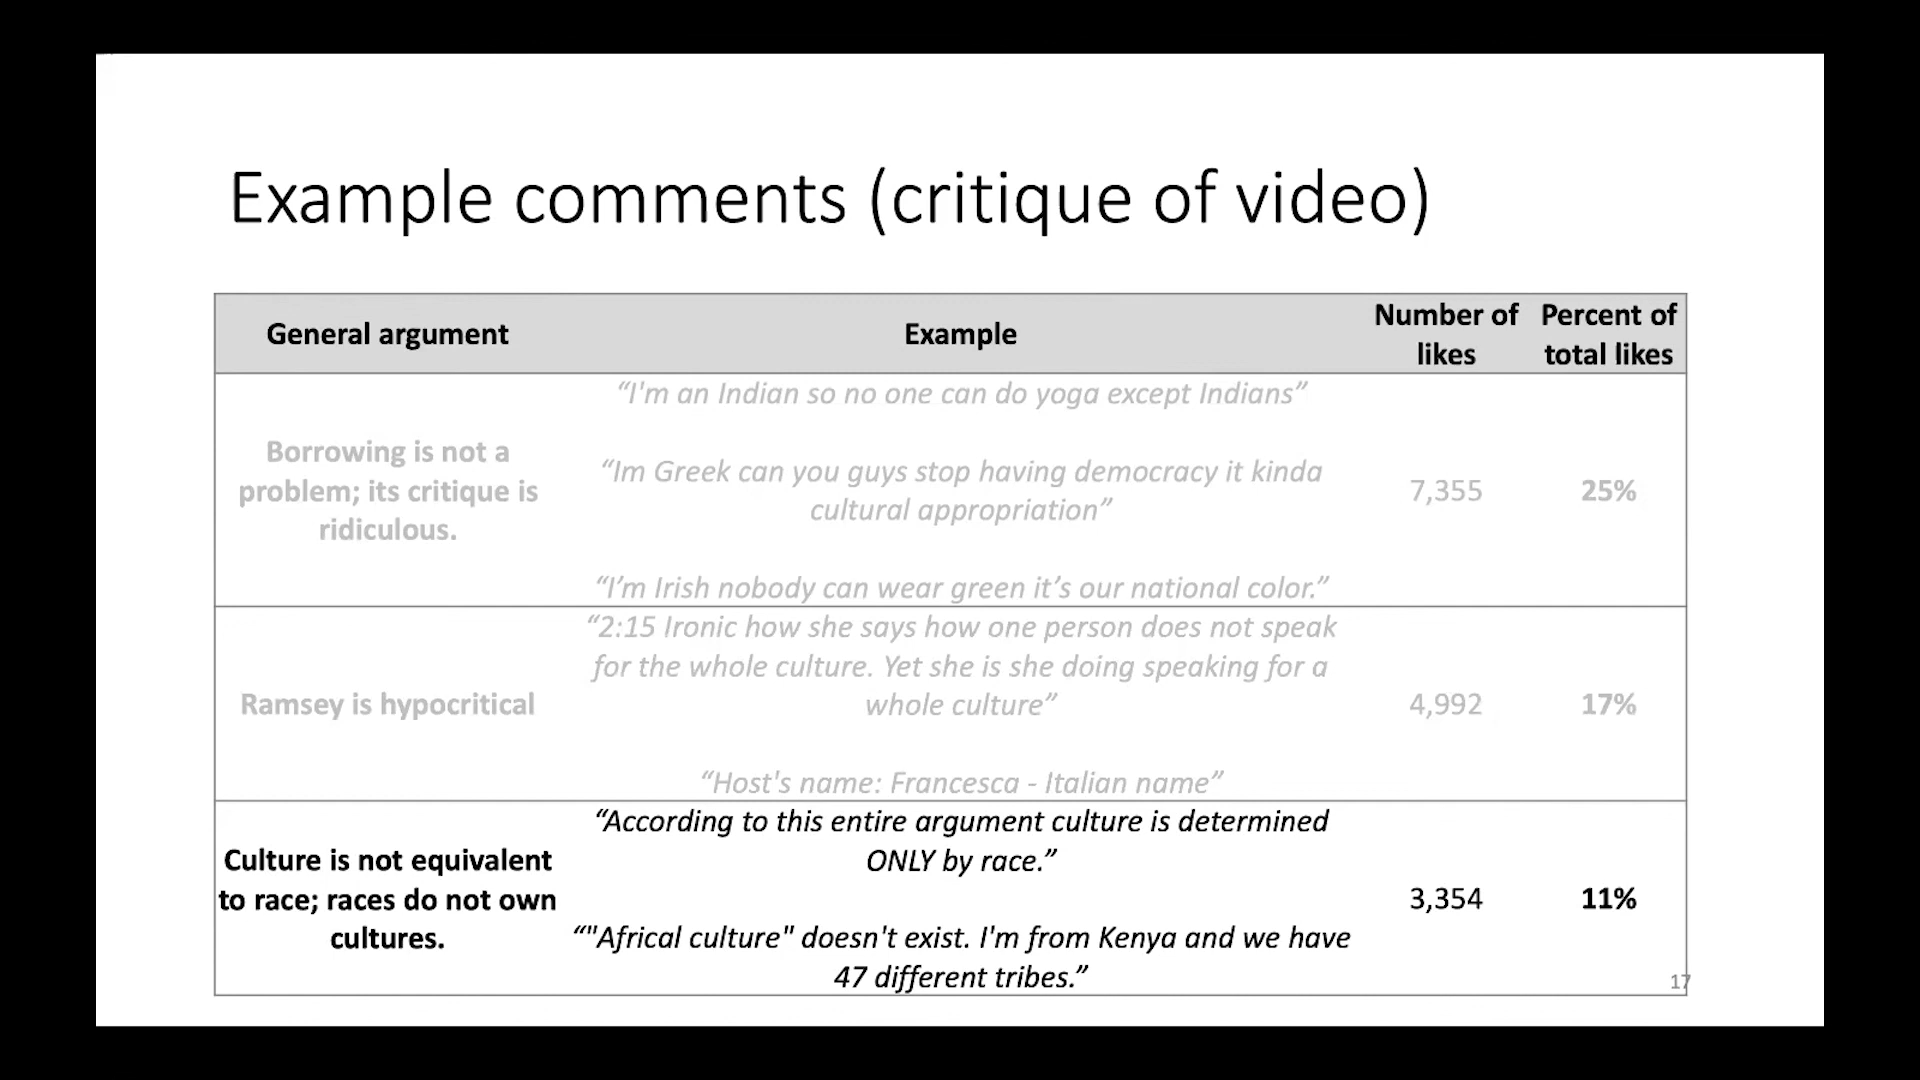 Example comments (critique of video)
General argument
Example
Number of
likes
Percent of
total likes
Borrowing is not a
problem; its critique is
ridiculous.
“I'm an Indian so no one can do yoga except Indians”
“Im Greek can you guys stop having democracy it kinda
cultural appropriation”
“I’m Irish nobody can wear green it’s our national color.”
7,355
25%
Ramsey is hypocritical
“2:15 Ironic how she says how one person does not speak
for the whole culture. Yet she is she doing speaking for a
whole culture”
“Host's name: Francesca - Italian name”
4,992
17%
Culture is not equivalent
to race; races do not own
cultures.
“According to this entire argument culture is determined
ONLY by race.”
“"Africal culture" doesn't exist. I'm from Kenya and we have
47 different tribes.”
3,354
11%
17